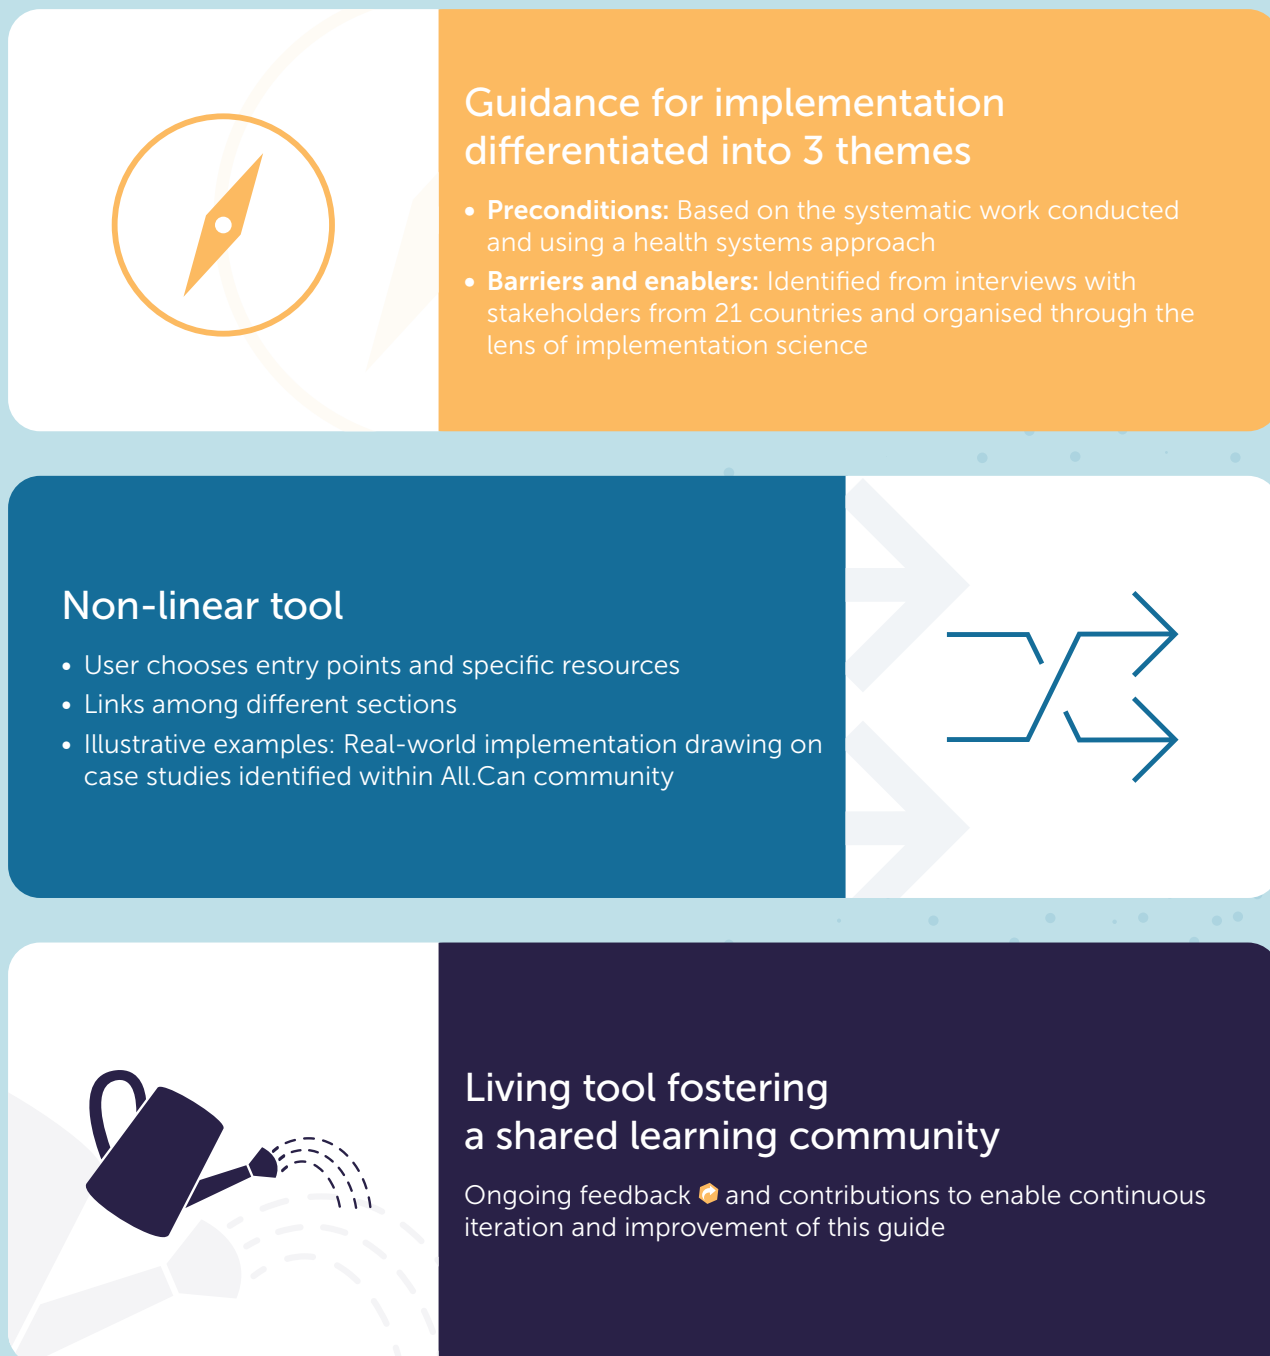 Guidance for implementation
differentiated into 3 themes
• Preconditions: Based on the systematic work conducted
and using a health systems approach
• Barriers and enablers: Identified from interviews with
stakeholders from 21 countries and organised through the
lens of implementation science
Non-linear tool
• User chooses entry points and specific resources
• Links among different sections
• Illustrative examples: Real-world implementation drawing on
case studies identified within All.Can community
Living tool fostering
a shared learning community
Ongoing feedback and contributions to enable continuous
iteration and improvement of this guide